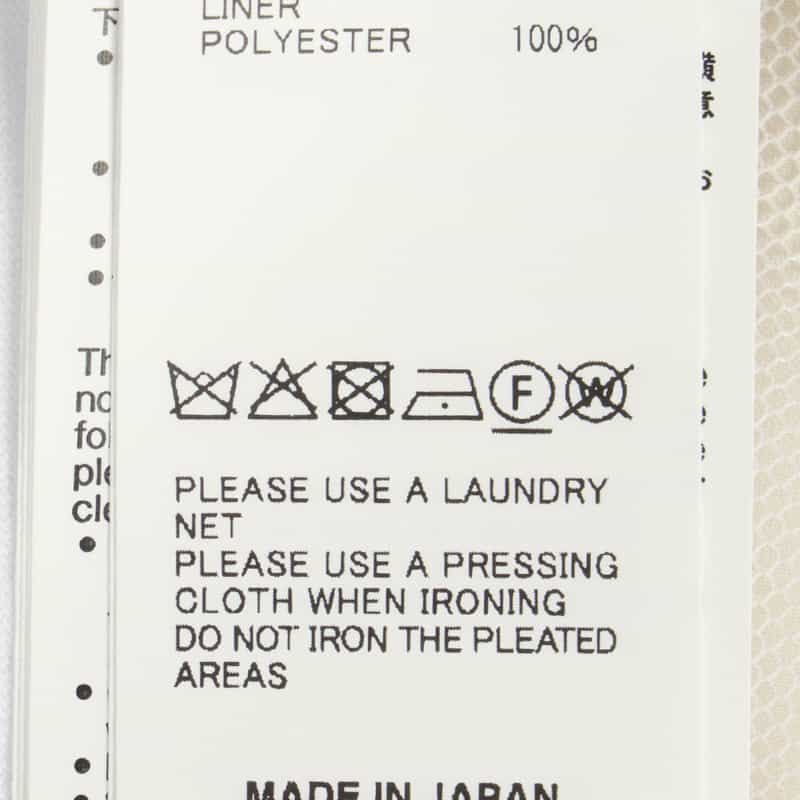 LINER
POLYESTER 100%
F
W
PLEASE USE A LAUNDRY
NET
PLEASE USE A PRESSING
CLOTH WHEN IRONING
DO NOT IRON THE PLEATED
AREAS
MADE IN JAPAN
下